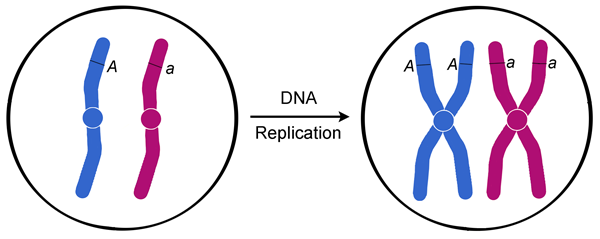 A a
DNA
Replication
A A a a